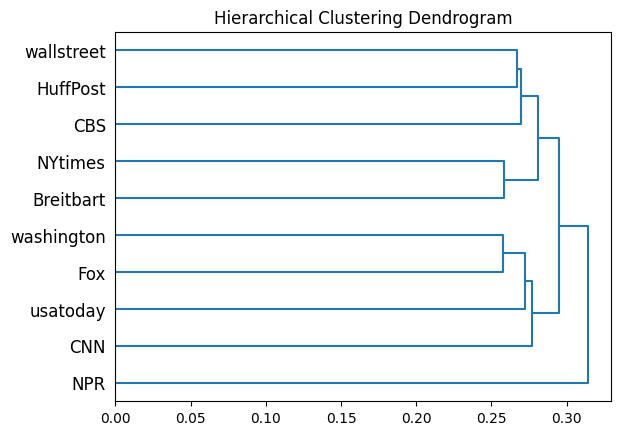 Hierarchical Clustering Dendrogram
wallstreet
HuffPost
CBS
NYtimes
Breitbart
washington
Fox
usatoday
CNN
NPR
0.00 0.05 0.10 0.15 0.20 0.25 0.30